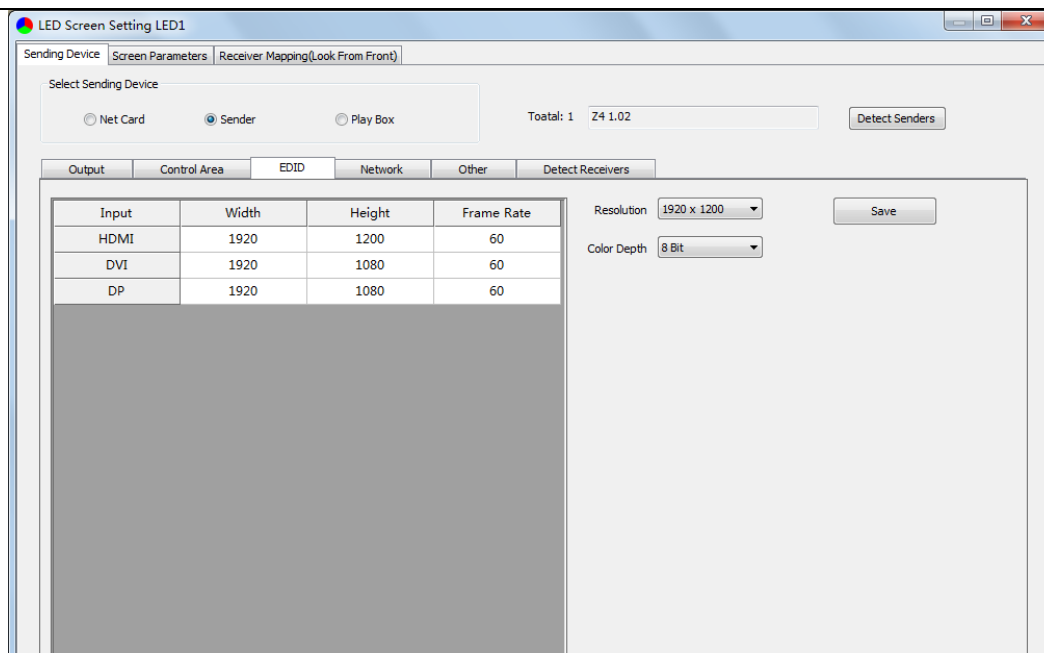 LED Screen Setting LED1
Sending Device Screen Parameters Receiver Mapping(Look From Front)
Select Sending Device
Net Card Sender Play Box Toatal: 1 Z4 1.02 Detect Senders
Output Control Area EDID Network Other Detect Receivers
Input Width Height Frame Rate Resolution 1920 x 1200 Save
HDMI 1920 1200 60
Color Depth 8 Bit
DVI 1920 1080 60
DP 1920 1080 60